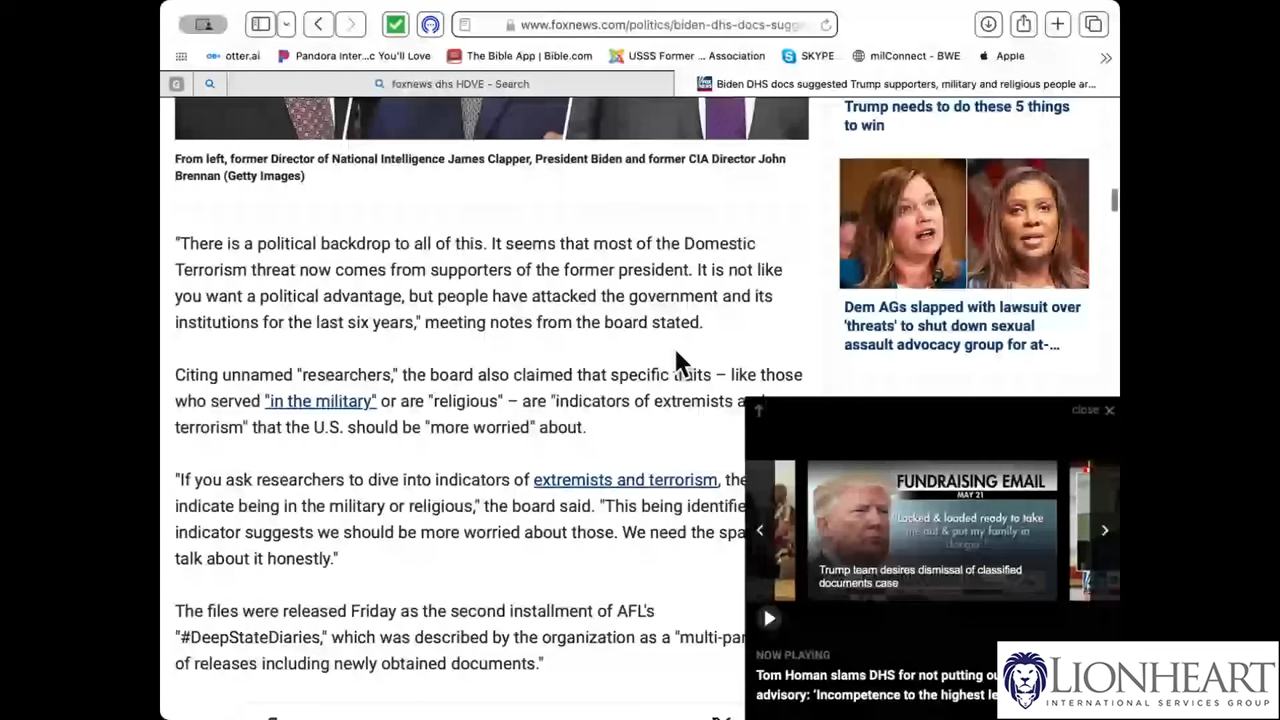 www.foxnews.com/politics/biden-dhs-docs-sugg
otter.ai
Pandora Inter...c You'll Love
The Bible App | Bible.com
USSS Former ... Association
SKYPE
milConnect - BWE
Apple
G
foxnews dhs HDVE - Search
Biden DHS docs suggested Trump supporters, military and religious people ar...
From left, former Director of National Intelligence James Clapper, President Biden and former CIA Director John
Brennan (Getty Images)
"There is a political backdrop to all of this. It seems that most of the Domestic
Terrorism threat now comes from supporters of the former president. It is not like
you want a political advantage, but people have attacked the government and its
institutions for the last six years," meeting notes from the board stated.
Citing unnamed "researchers," the board also claimed that specific – like those
who served "in the military" or are "religious" – are "indicators of extremists
terrorism" that the U.S. should be "more worried" about.
"If you ask researchers to dive into indicators of extremists and terrorism,
indicate being in the military or religious," the board said. "This being
indicator suggests we should be more worried about those. We need the
talk about it honestly."
The files were released Friday as the second installment of AFL's
"#DeepStateDiaries," which was described by the organization as a
of releases including newly obtained documents."
Trump needs to do these 5 things
to win
Dem AGs slapped with lawsuit over
'threats' to shut down sexual
assault advocacy group for at-...
close
FUNDRAISING EMAIL
MAY 21
Locked & loaded ready to take
me out & put my family in
Trump team desires dismissal of classified
documents case
NOW PLAYING
Tom Homan slams DHS for not putting
advisory: 'Incompetence to the highest
LIONHEART
INTERNATIONAL SERVICES GROUP